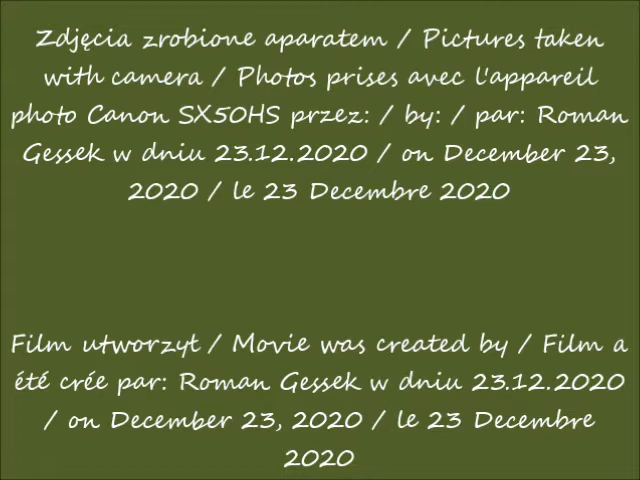 Zdjęcia zrobione aparatem / Pictures taken
with camera / Photos prises avec l'appareil
photo Canon SX50HS przez: / by: / par: Roman
Gessek w dniu 23.12.2020 / on December 23,
2020 / le 23 Decembre 2020
Film utworzył / Movie was created by / Film a
été crée par: Roman Gessek w dniu 23.12.2020
/ on December 23, 2020 / le 23 Decembre
2020